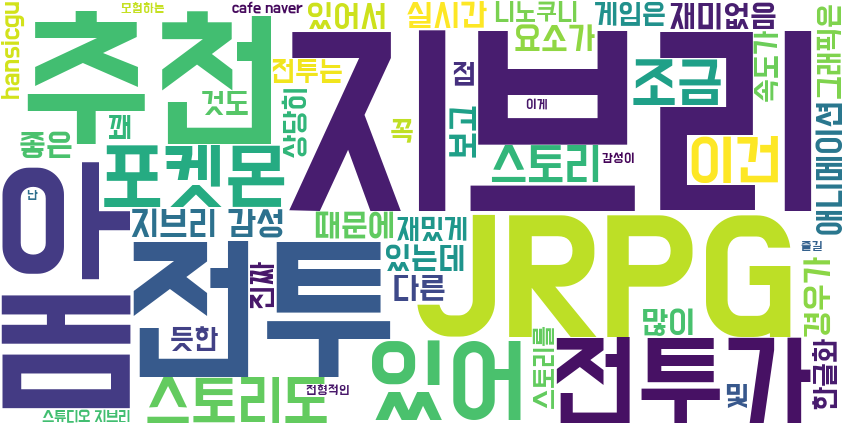 모험하는
cafe naver
있어서
실시간
니노쿠니
게임은
재미없음
hansicgu
추천
지브리
요소가
그래픽은
전투는
점
조금
속도가
것도
이게
꽤
좋은
상당히
꼭
보고
포켓몬
스토리
감성이
이건
애니메이션
아
난
지브리 감성
때문에
재밌게
JRPG
있는데
즐길
전투
진짜
다른
경우가
봄
듯한
많이
스토리를
있어
전투가
한글화
스토리도
전형적인
및
스튜디오 지브리